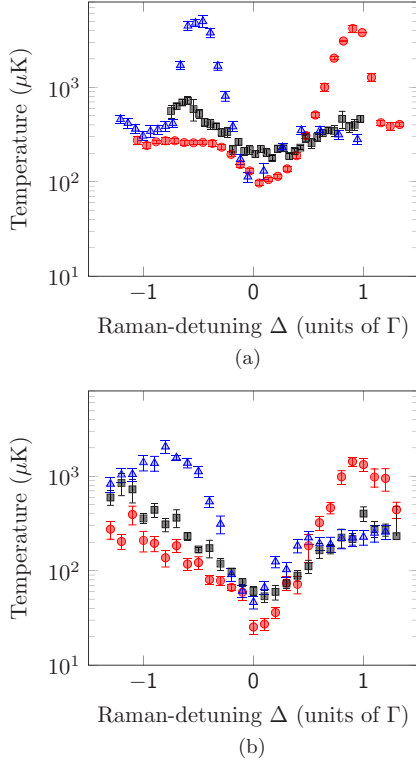 10^3
10^2
10^1
Temperature (μK)
−1 0 1
Raman-detuning Δ (units of Γ)
(a)
10^3
10^2
10^1
Temperature (μK)
−1 0 1
Raman-detuning Δ (units of Γ)
(b)